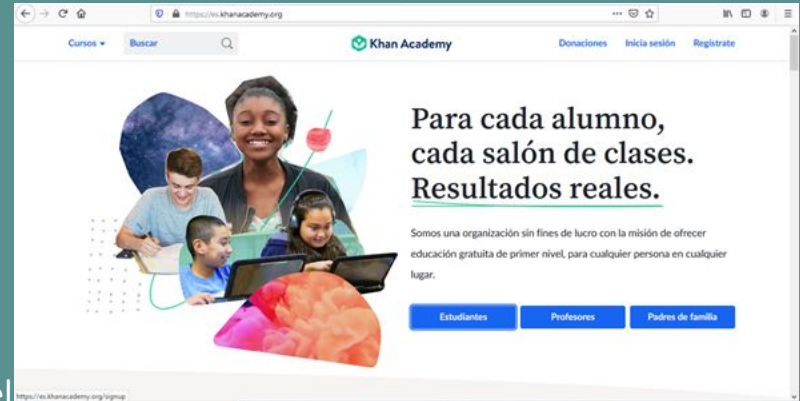 https://es.khanacademy.org
Cursos
Buscar
Khan Academy
Donaciones
Inicia sesión
Regístrate
Para cada alumno,
cada salón de clases.
Resultados reales.
Somos una organización sin fines de lucro con la misión de ofrecer
educación gratuita de primer nivel, para cualquier persona en cualquier
lugar.
Estudiantes
Profesores
Padres de familia
el
https://es.khanacademy.org/signup